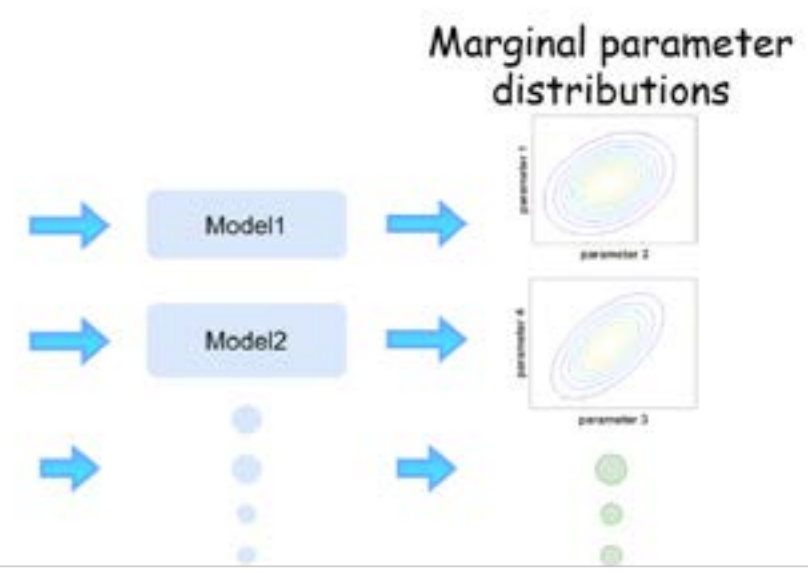 Marginal parameter
distributions
Model1
parameter 1
parameter 2
Model2
parameter 4
parameter 3